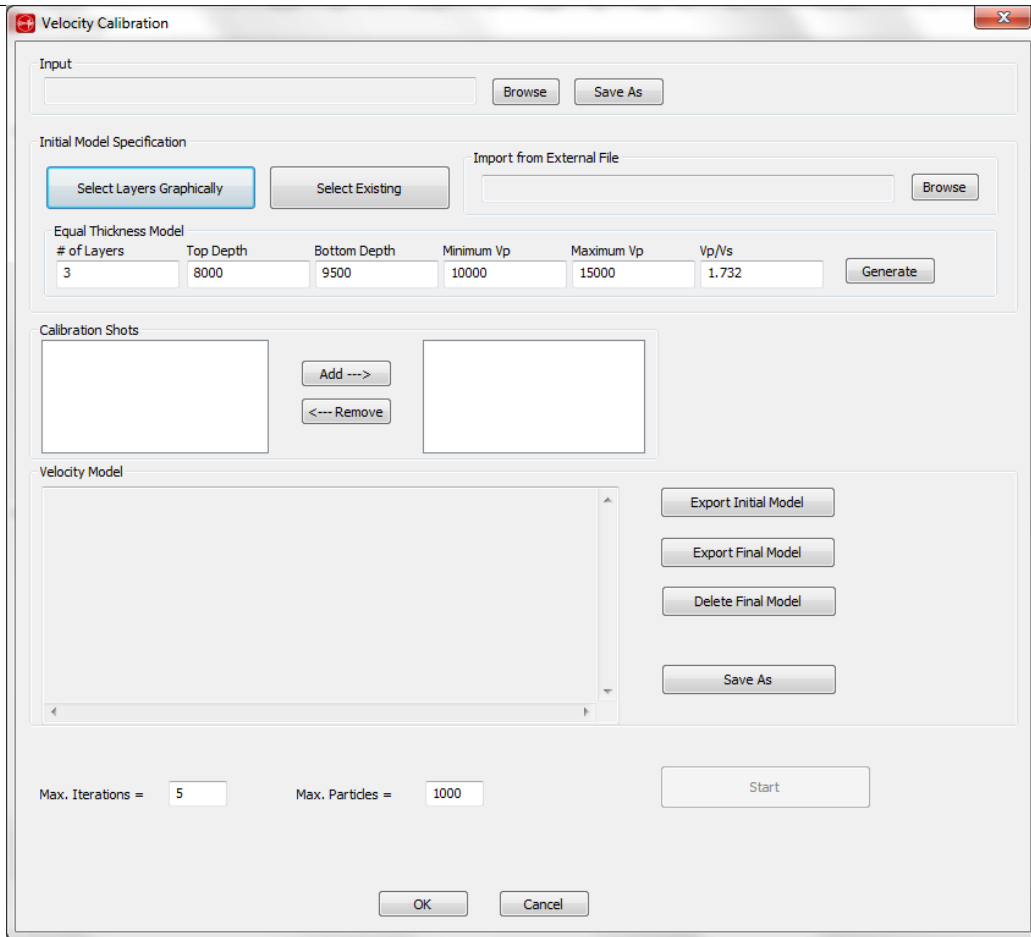 Velocity Calibration
Input
Browse
Save As
Initial Model Specification
Select Layers Graphically
Select Existing
Import from External File
Browse
Equal Thickness Model
# of Layers Top Depth Bottom Depth Minimum Vp Maximum Vp Vp/Vs
3 8000 9500 10000 15000 1.732 Generate
Calibration Shots
Add --->
<--- Remove
Velocity Model
Export Initial Model
Export Final Model
Delete Final Model
Save As
Max. Iterations = 5 Max. Particles = 1000 Start
OK Cancel